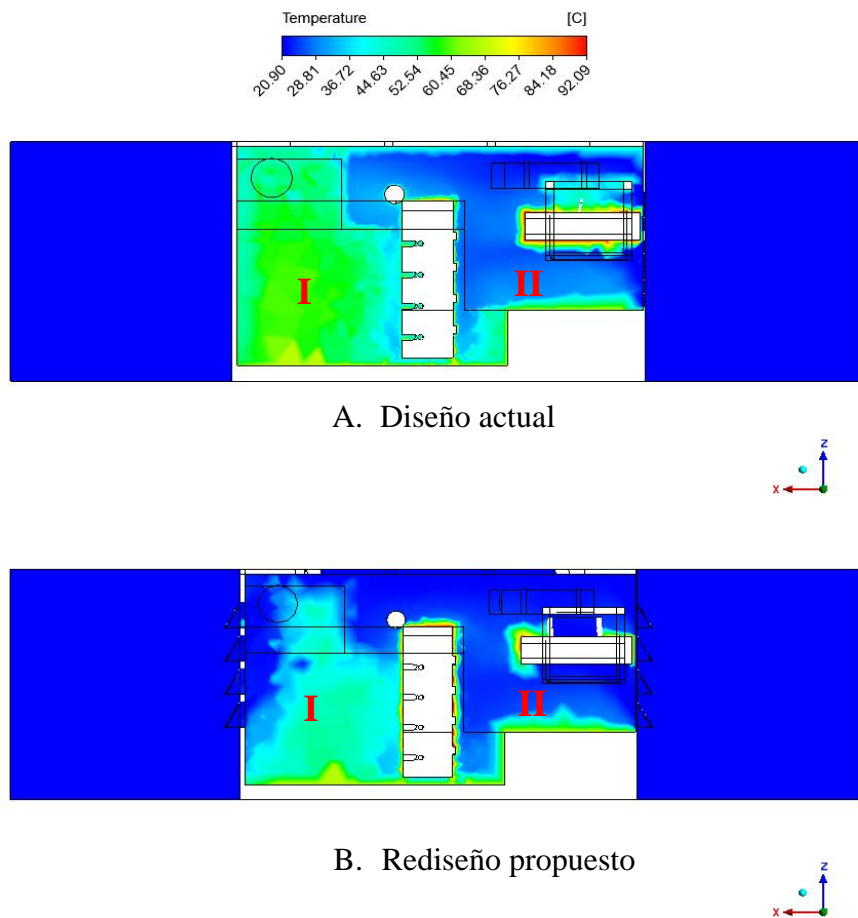 Temperature [C]
20.90 28.81 36.72 44.63 52.54 60.45 68.36 76.27 84.18 92.09
I II
A. Diseño actual
Z
X
I II
B. Rediseño propuesto
Z
X